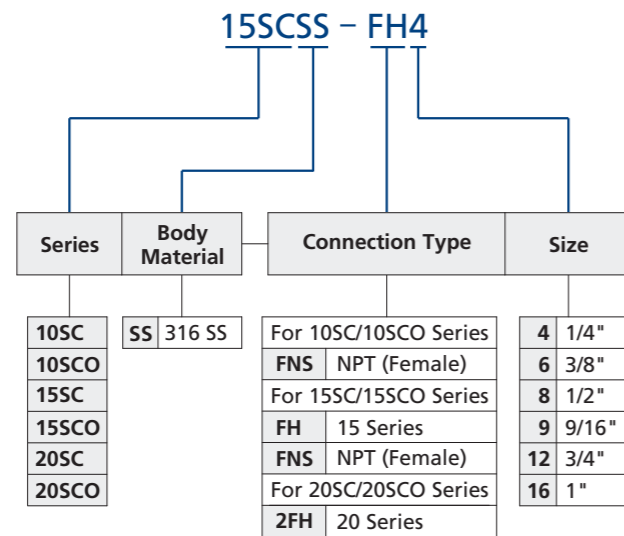 15SCSS – FH4
Series
Body
Material
Connection Type
Size
10SC
10SCO
15SC
15SCO
20SC
20SCO
SS 316 SS
For 10SC/10SCO Series
FNS NPT (Female)
For 15SC/15SCO Series
FH 15 Series
FNS NPT (Female)
For 20SC/20SCO Series
2FH 20 Series
4 1/4"
6 3/8"
8 1/2"
9 9/16"
12 3/4"
16 1"